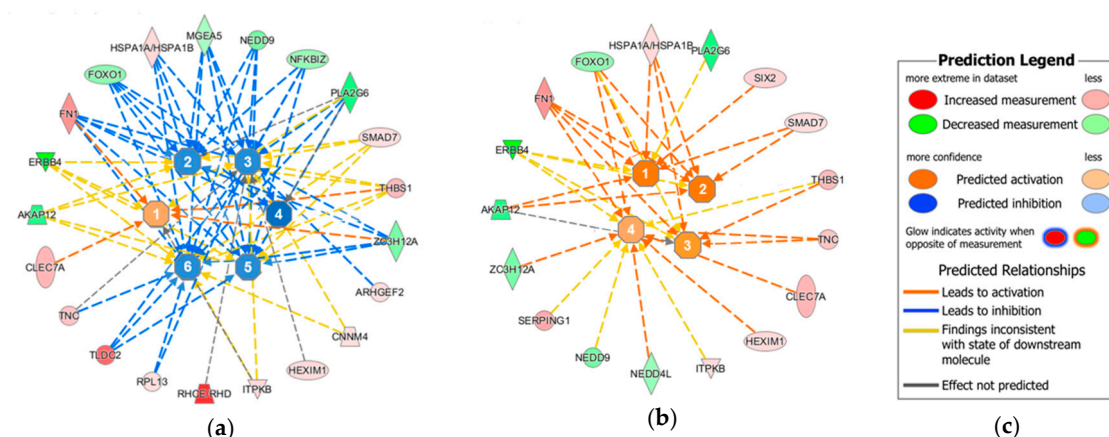 MGEA5
HSPA1A/HSPA1B
NEDD9
FOXO1
NFKBIZ
PLA2G6
FN1
SMAD7
ERBB4
2
3
THBS1
AKAP12
1
4
ZC3H12A
CLEC7A
6
5
ARHGEF2
TNC
CNNM4
TLDC2
HEXIM1
RPL13
RHCE/RHD
ITPKB
(a)
HSPA1A/HSPA1B
PLA2G6
FOXO1
SIX2
FN1
SMAD7
ERBB4
1
THBS1
2
AKAP12
4
3
TNC
ZC3H12A
CLEC7A
SERPING1
HEXIM1
NEDD9
NEDD4L
ITPKB
(b)
Prediction Legend
more extreme in dataset less
Increased measurement
Decreased measurement
more confidence less
Predicted activation
Predicted inhibition
Glow indicates activity when
opposite of measurement
Predicted Relationships
Leads to activation
Leads to inhibition
Findings inconsistent
with state of downstream
molecule
Effect not predicted
(c)